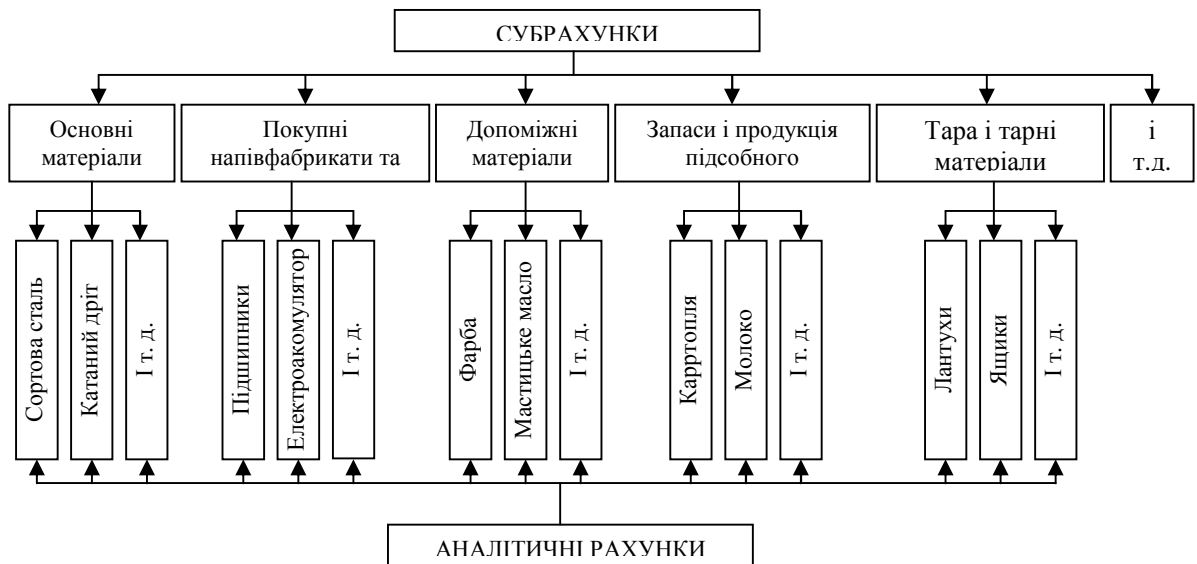 СУБРАХУНКИ
Основні
матеріали
Покупні
напівфабрикати та
Допоміжні
матеріали
Запаси і продукція
підсобного
Тара і тарні
матеріали
і
т.д.
Сортова сталь
Катаний дріт
І т. д.
Підшипники
Електроакумулятор
І т. д.
Фарба
Мастицьке масло
І т. д.
Карртопля
Молоко
І т. д.
Лантухи
Ящики
І т. д.
АНАЛІТИЧНІ РАХУНКИ